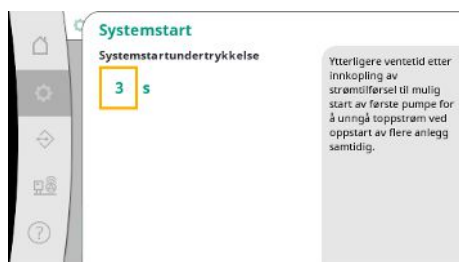 Systemstart
Systemstartundertrykkelse
3 s
Ytterligere ventetid etter
innkopling av
strømtilførsel til mulig
start av første pumpe for
å unngå toppstrøm ved
oppstart av flere anlegg
samtidig.
?